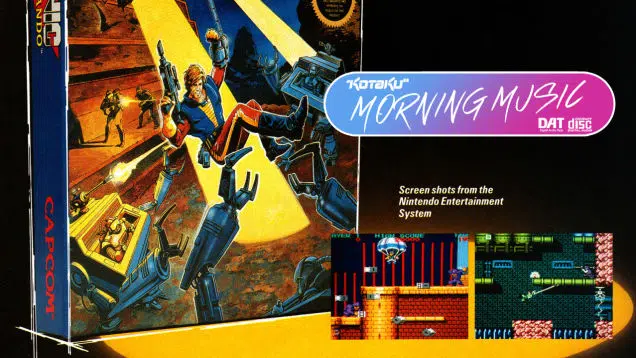 "KOTAKU"
MORNING MUSIC
DAT
disc
Screen shots from the
Nintendo Entertainment
System
HIGH SCORE
CAPCOM